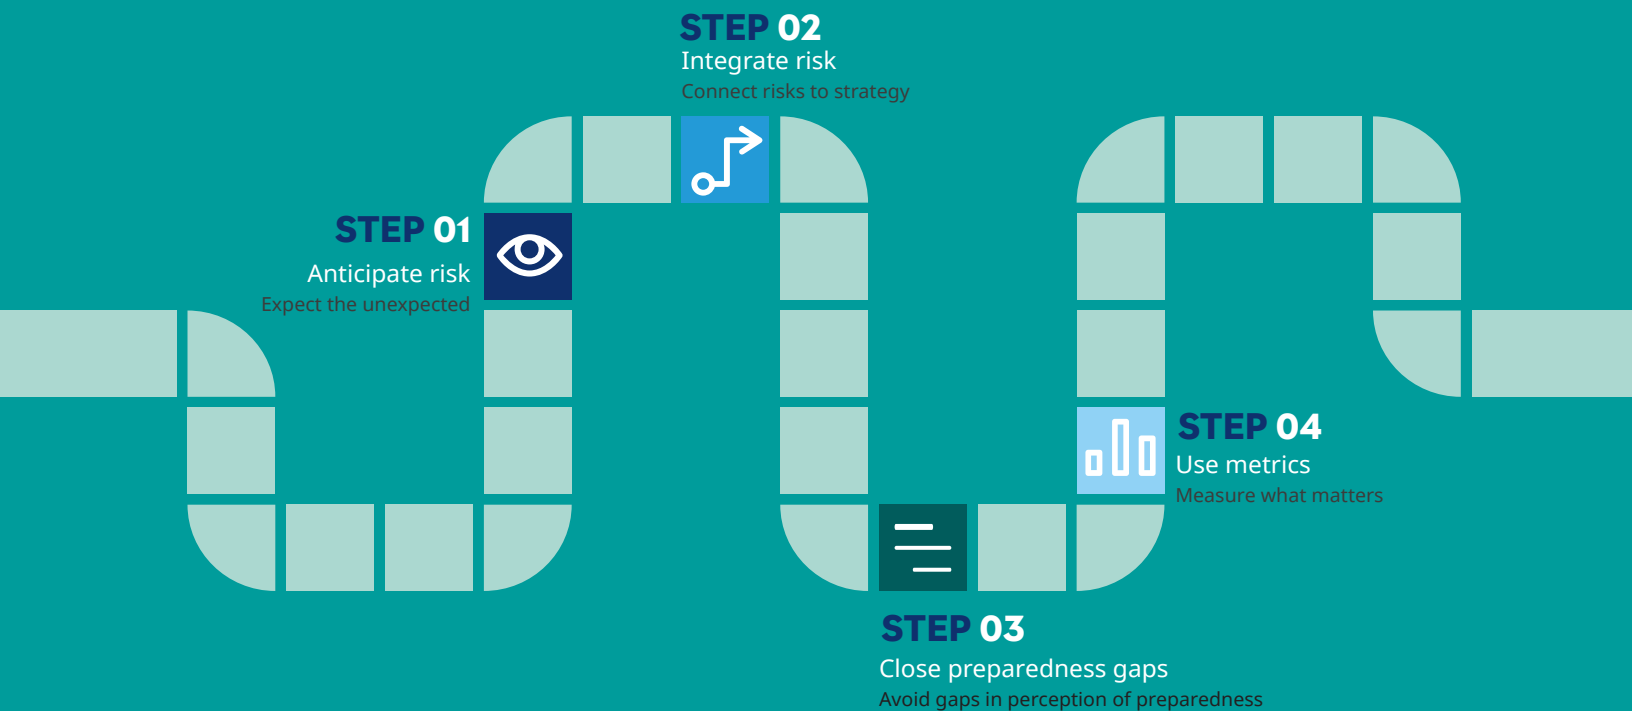 STEP 01
Anticipate risk
Expect the unexpected
STEP 02
Integrate risk
Connect risks to strategy
STEP 03
Close preparedness gaps
Avoid gaps in perception of preparedness
STEP 04
Use metrics
Measure what matters